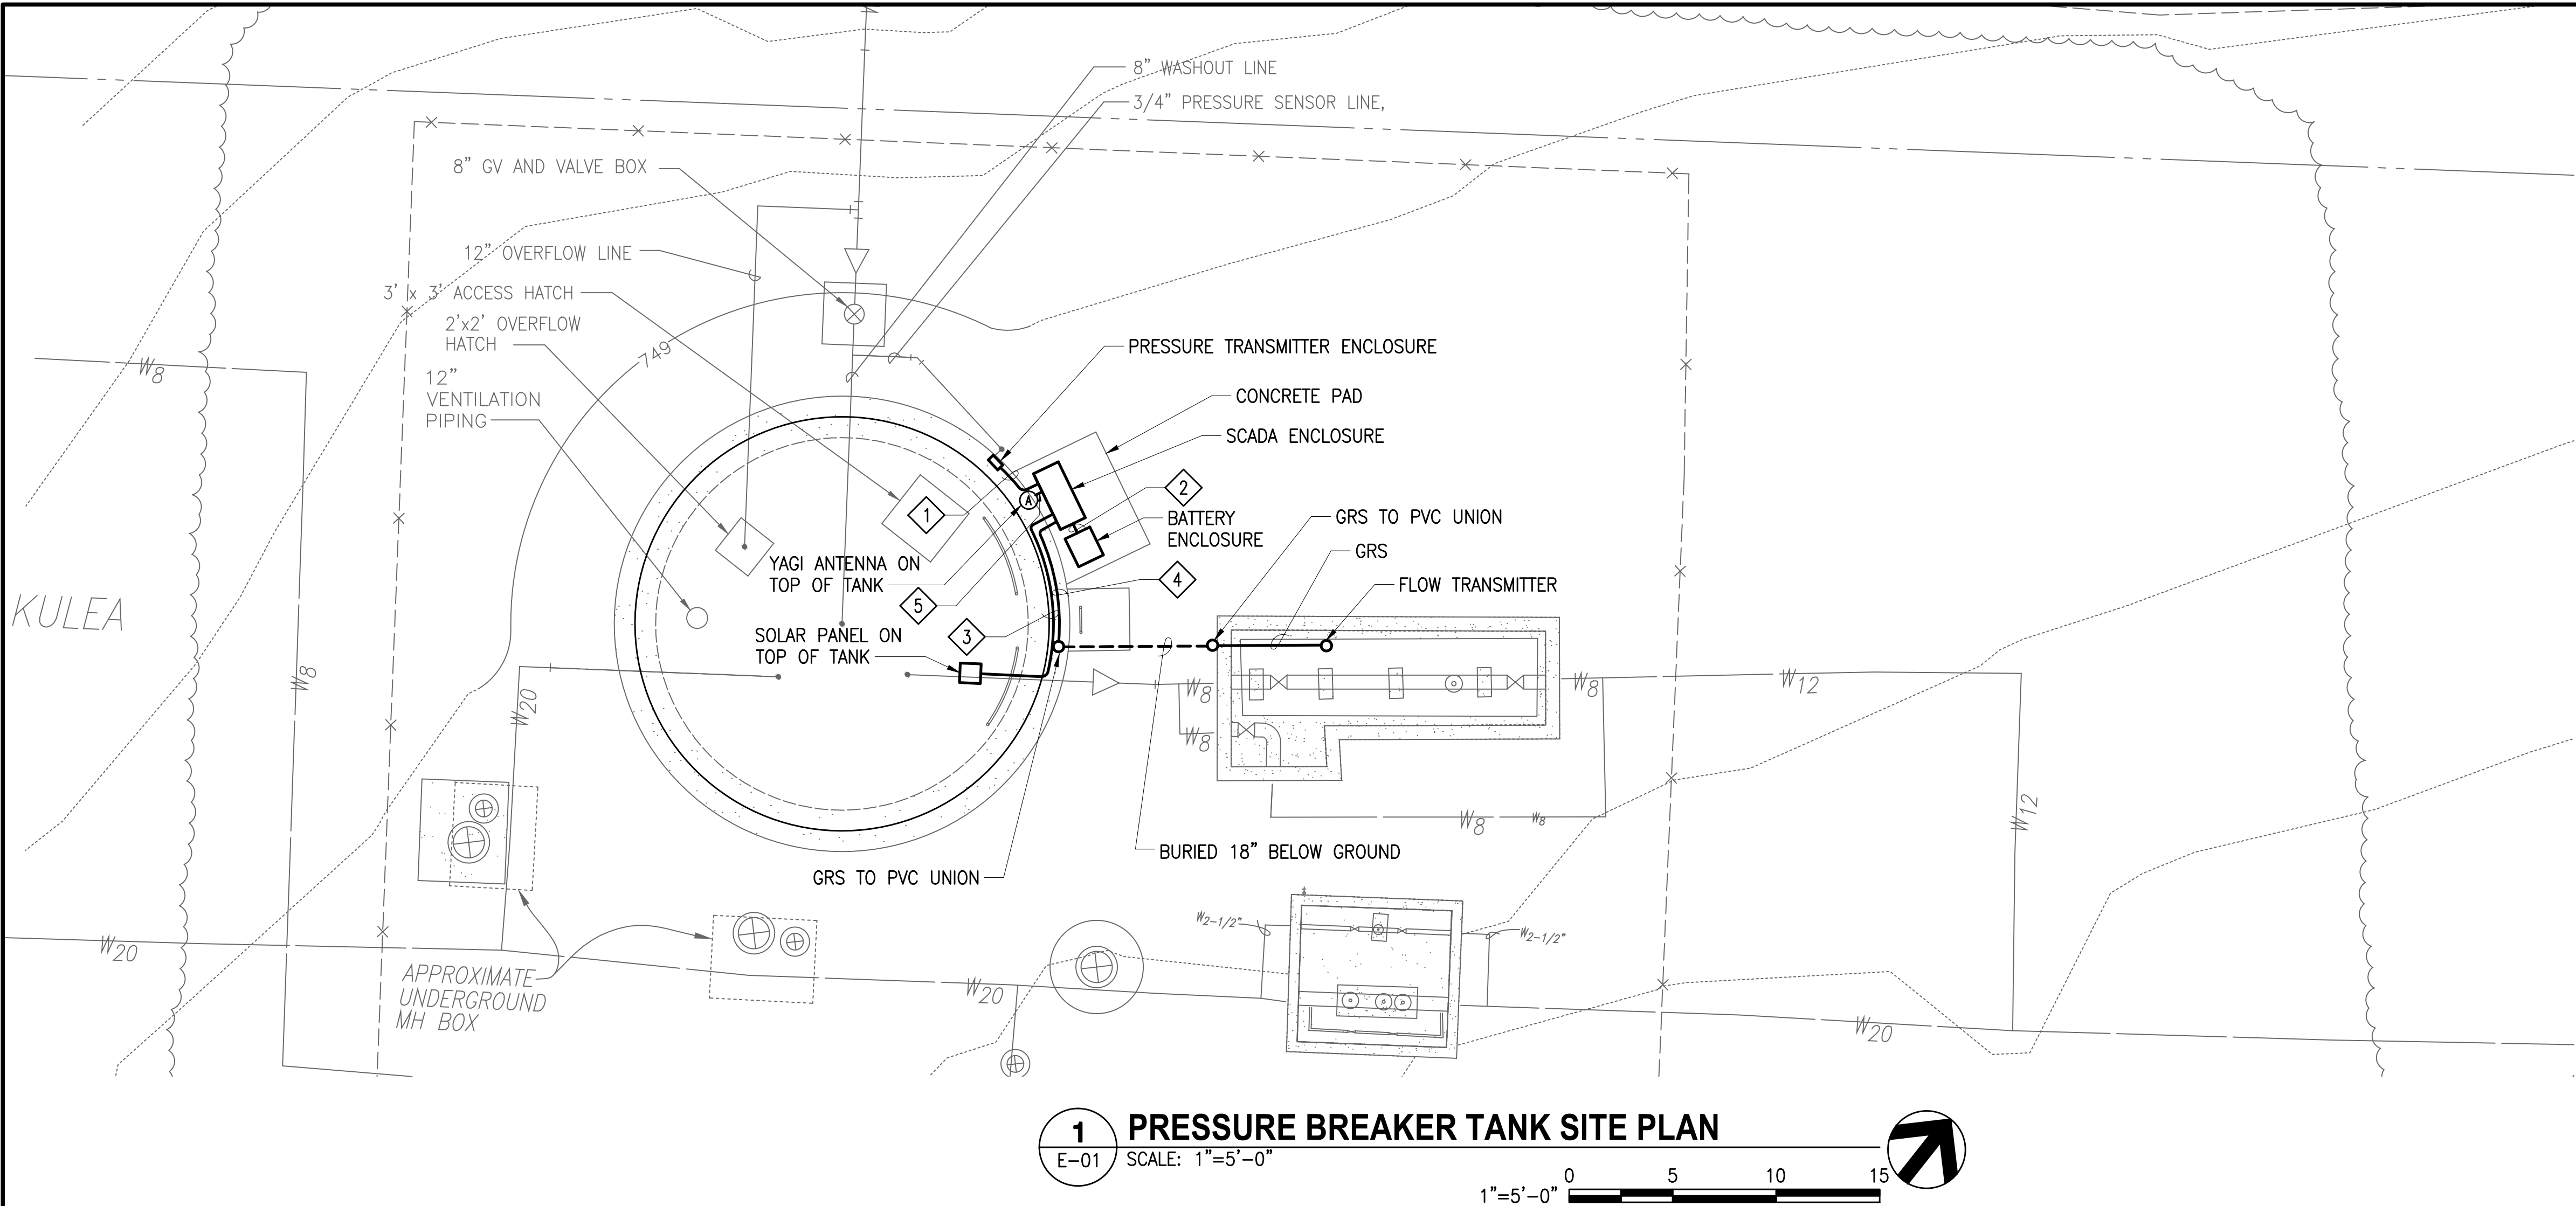 8" WASHOUT LINE
3/4" PRESSURE SENSOR LINE,
8" GV AND VALVE BOX
12" OVERFLOW LINE
3' x 3' ACCESS HATCH
2'x2' OVERFLOW
HATCH
12"
VENTILATION
PIPING
749
W8
PRESSURE TRANSMITTER ENCLOSURE
CONCRETE PAD
SCADA ENCLOSURE
2
BATTERY
ENCLOSURE
1
A
YAGI ANTENNA ON
TOP OF TANK
5
4
GRS TO PVC UNION
GRS
FLOW TRANSMITTER
KULEA
SOLAR PANEL ON
TOP OF TANK
3
W8
W20
W8
W8
W8
W12
W12
W8
W8
BURIED 18" BELOW GROUND
GRS TO PVC UNION
W20
APPROXIMATE
UNDERGROUND
MH BOX
W20
W2-1/2"
W2-1/2"
W20
1
E-01
PRESSURE BREAKER TANK SITE PLAN
SCALE: 1"=5'-0"
1"=5'-0"
0 5 10 15